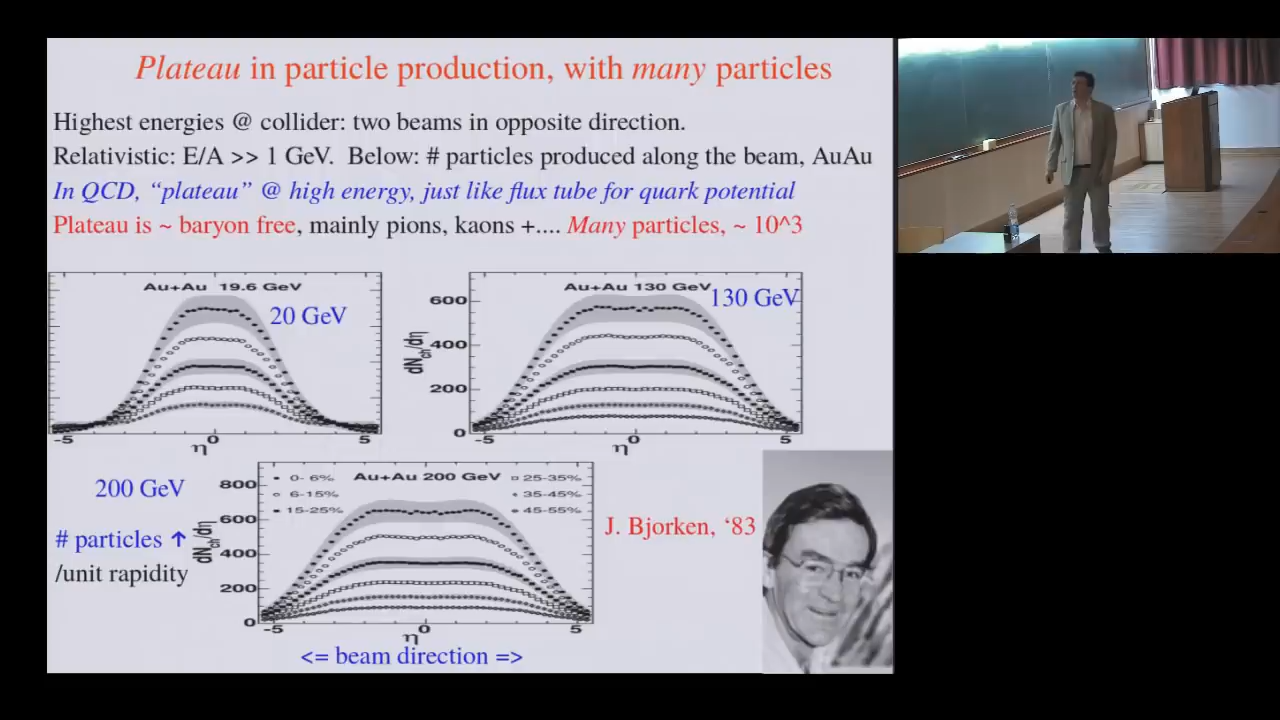 Plateau in particle production, with many particles
Highest energies @ collider: two beams in opposite direction.
Relativistic: E/A >> 1 GeV. Below: # particles produced along the beam, AuAu
In QCD, “plateau” @ high energy, just like flux tube for quark potential
Plateau is ~ baryon free, mainly pions, kaons +.... Many particles, ~ 10^3
Au+Au 19.6 GeV
20 GeV
-5 0 5
η
Au+Au 130 GeV
130 GeV
600
400
200
0
dNch/dη
-5 0 5
η
200 GeV
# particles ↑
/unit rapidity
Au+Au 200 GeV
0- 6%
6-15%
15-25%
25-35%
35-45%
45-55%
800
600
400
200
0
dNch/dη
-5 0 5
η
<= beam direction =>
J. Bjorken, ‘83